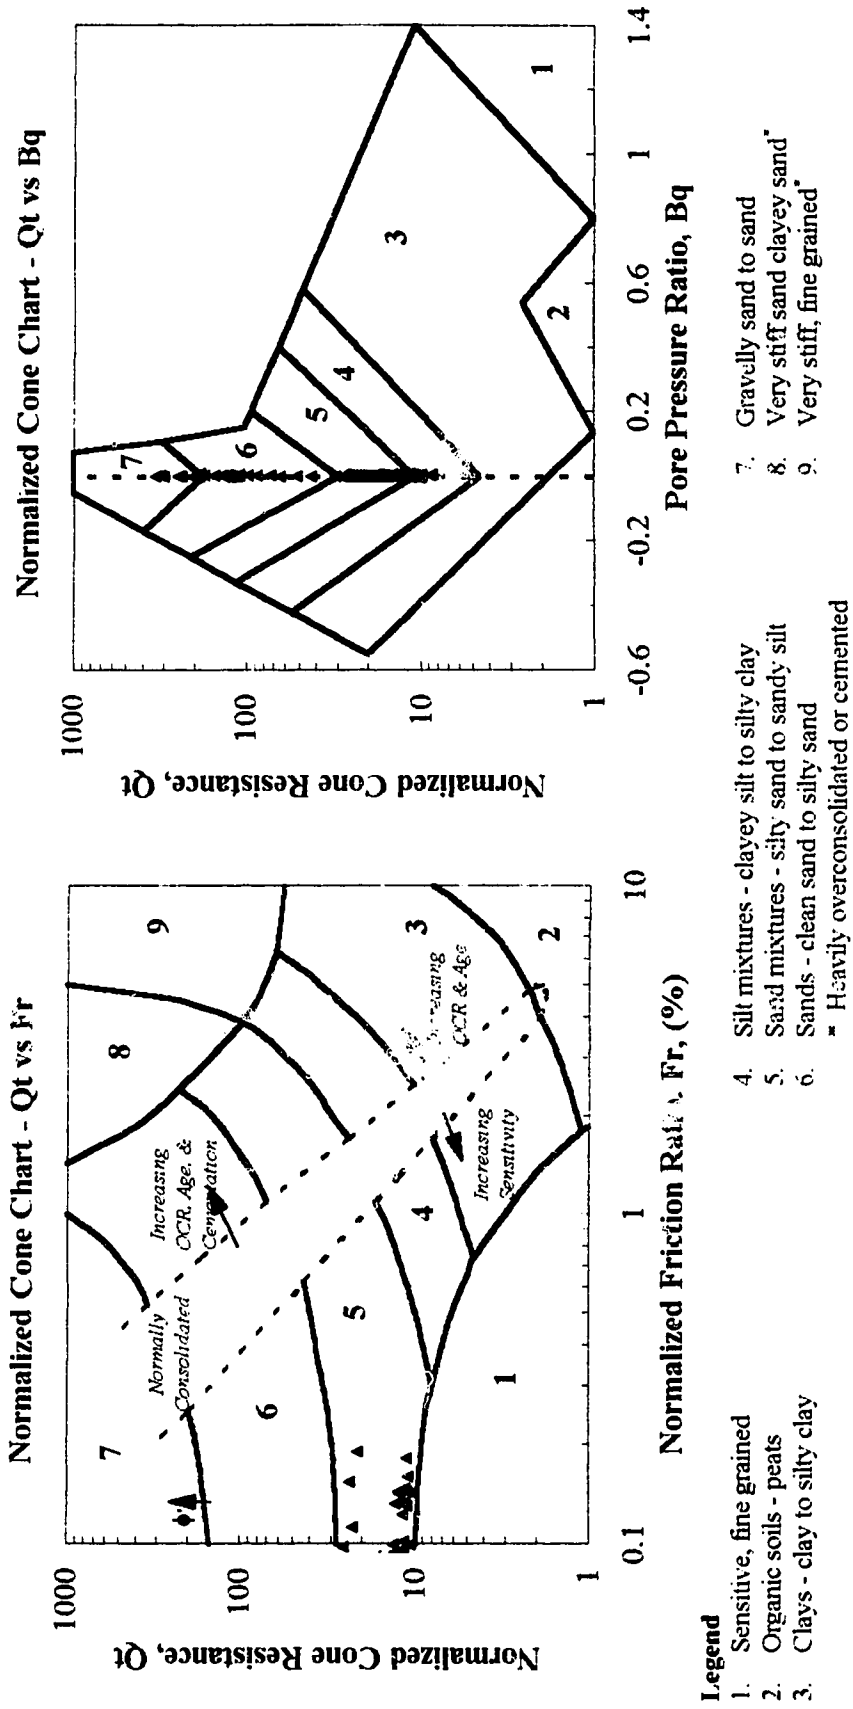 Normalized Cone Chart - Qt vs Fr
Normalized Cone Resistance, Qt
1000
100
10
1
0.1
1
10
7
8
9
6
5
4
3
1
2
Φ'
Normally
Consolidated
Increasing
OCR, Age, &
Cementation
Increasing
OCR & Age
Increasing
Sensitivity
Normalized Friction Ratio, Fr, (%)
Normalized Cone Chart - Qt vs Bq
Normalized Cone Resistance, Qt
1000
100
10
1
-0.6
-0.2
0.2
0.6
1
1.4
7
6
5
4
3
2
1
Pore Pressure Ratio, Bq
Legend
1. Sensitive, fine grained
2. Organic soils - peats
3. Clays - clay to silty clay
4. Silt mixtures - clayey silt to silty clay
5. Sand mixtures - silty sand to sandy silt
6. Sands - clean sand to silty sand
7. Gravelly sand to sand
8. Very stiff sand clayey sand*
9. Very stiff, fine grained*
* Heavily overconsolidated or cemented